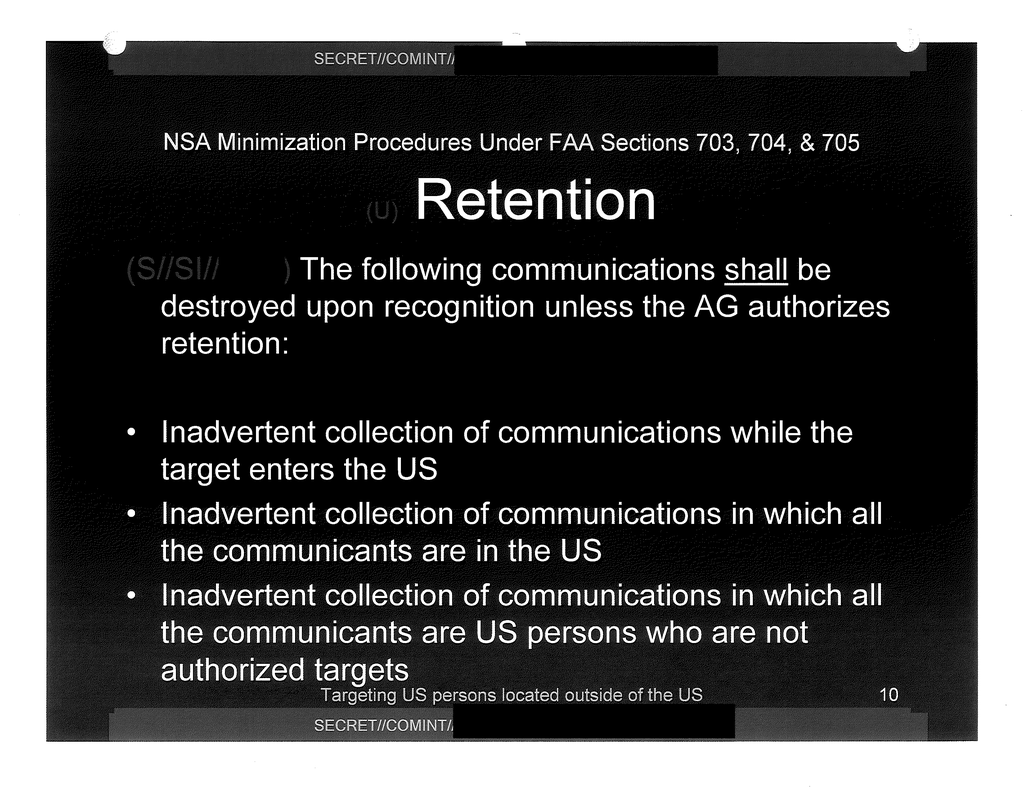 SECRET//COMINT//
NSA Minimization Procedures Under FAA Sections 703, 704, & 705
(U) Retention
(S//SI// ) The following communications shall be
destroyed upon recognition unless the AG authorizes
retention:
• Inadvertent collection of communications while the
target enters the US
• Inadvertent collection of communications in which all
the communicants are in the US
• Inadvertent collection of communications in which all
the communicants are US persons who are not
authorized targets
Targeting US persons located outside of the US 10
SECRET//COMINT//